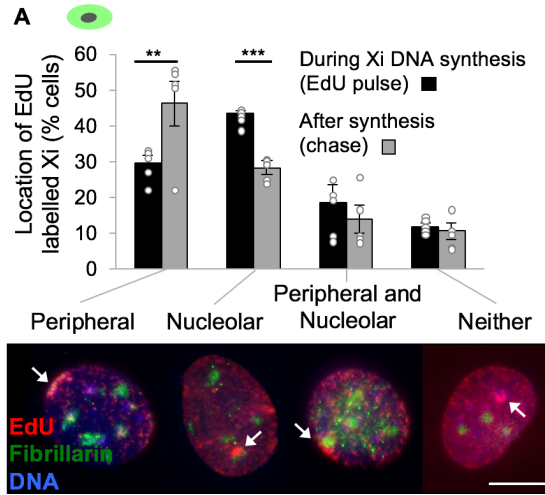 A
Location of EdU
labelled Xi (% cells)
60
50
40
30
20
10
0
**
***
During Xi DNA synthesis
(EdU pulse)
After synthesis
(chase)
Peripheral
Nucleolar
Peripheral and
Nucleolar
Neither
EdU
Fibrillarin
DNA